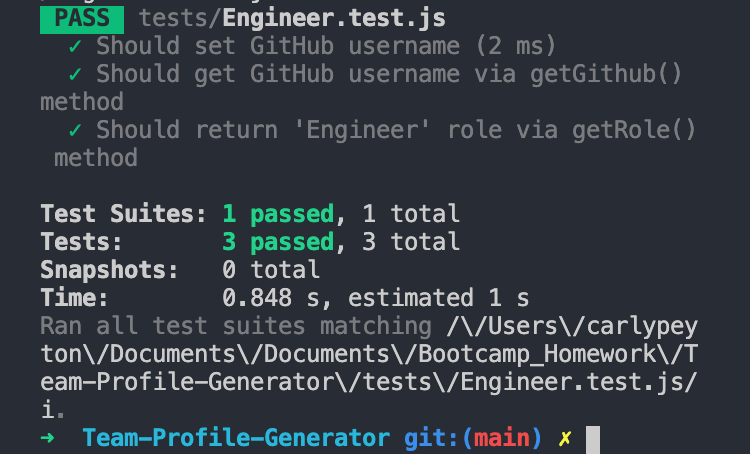 PASS tests/Engineer.test.js
✓ Should set GitHub username (2 ms)
✓ Should get GitHub username via getGithub()
method
✓ Should return 'Engineer' role via getRole()
method
Test Suites: 1 passed, 1 total
Tests: 3 passed, 3 total
Snapshots: 0 total
Time: 0.848 s, estimated 1 s
Ran all test suites matching /\/Users\/carlypey
ton\/Documents\/Documents\/Bootcamp_Homework\/T
eam-Profile-Generator\/tests\/Engineer.test.js/
i.
➜ Team-Profile-Generator git:(main) ✗